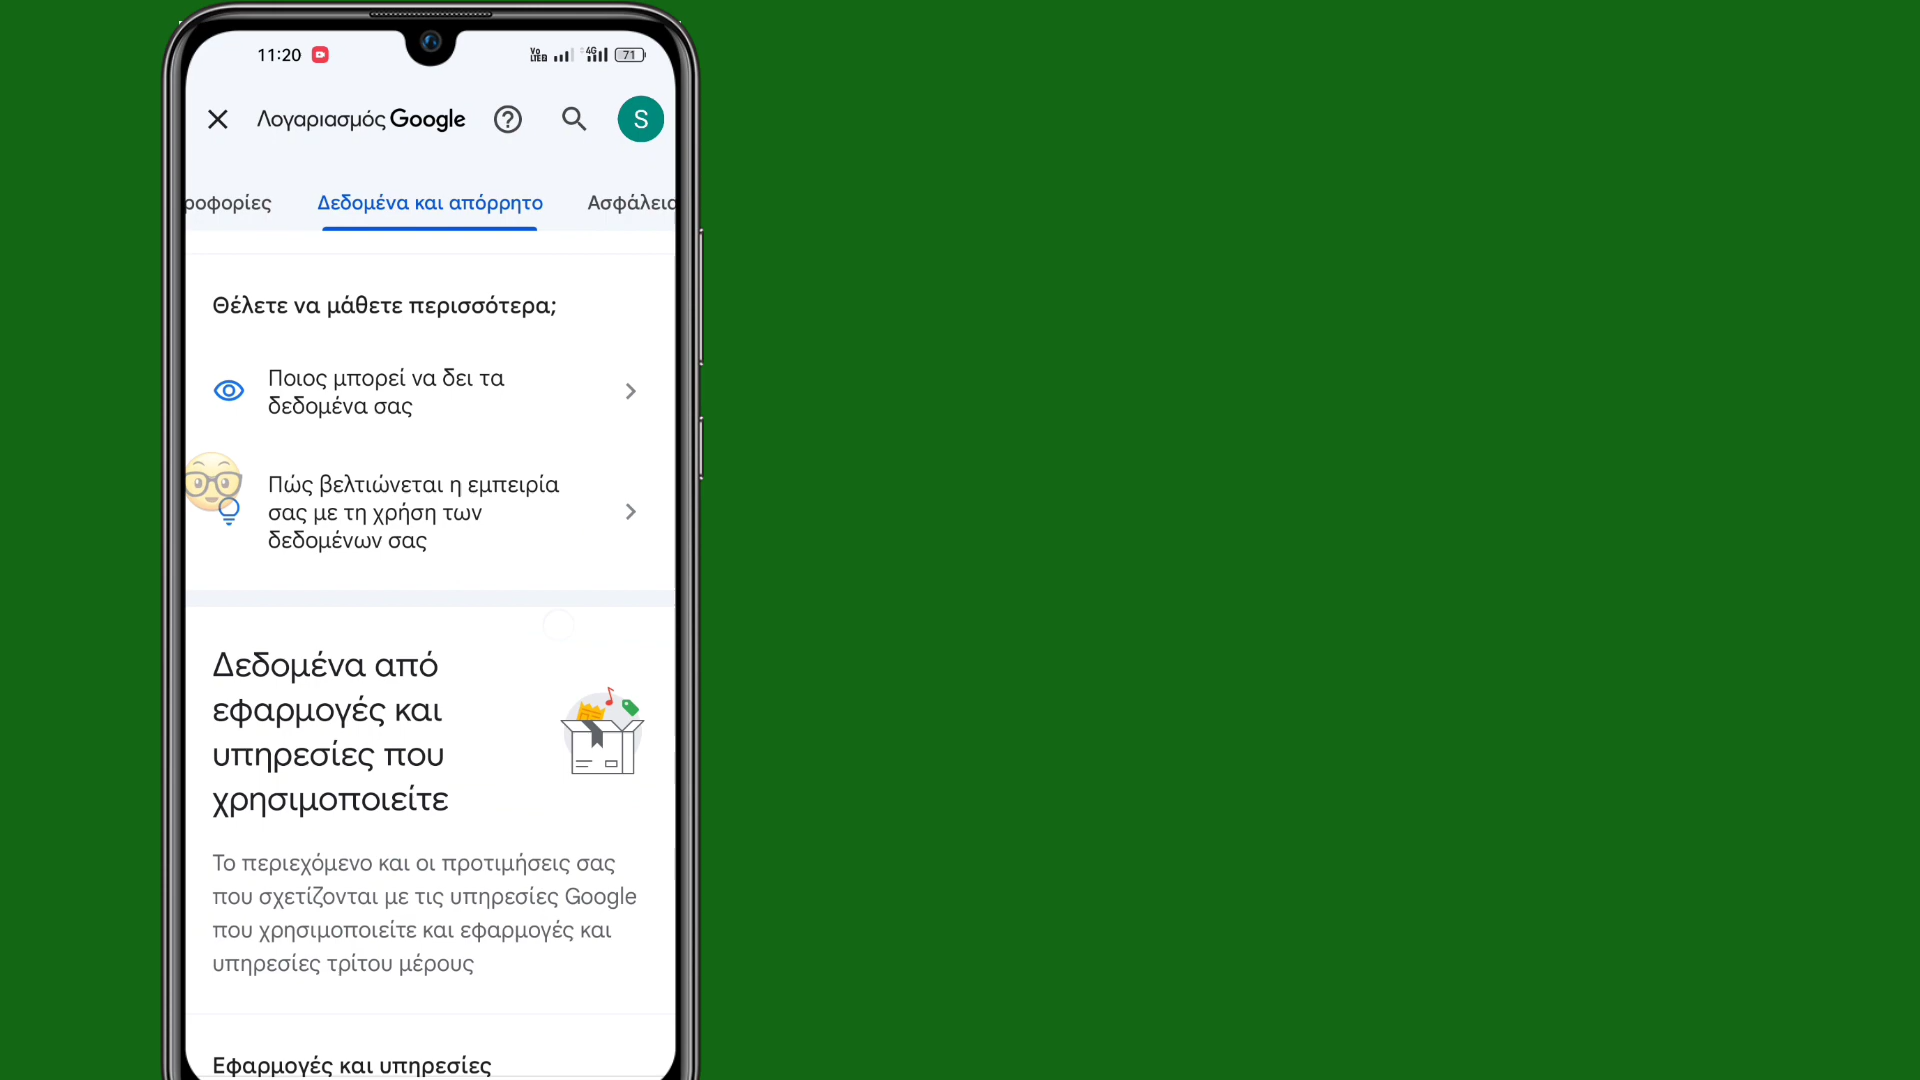 11:20
Vo LTE2 4G 71
Λογαριασμός Google S
Δεδομένα και απόρρητο
Θέλετε να μάθετε περισσότερα;
Ποιος μπορεί να δει τα
δεδομένα σας
Πώς βελτιώνεται η εμπειρία
σας με τη χρήση των
δεδομένων σας
Δεδομένα από
εφαρμογές και
υπηρεσίες που
χρησιμοποιείτε
Το περιεχόμενο και οι προτιμήσεις σας
που σχετίζονται με τις υπηρεσίες Google
που χρησιμοποιείτε και εφαρμογές και
υπηρεσίες τρίτου μέρους
Εφαρμογές και υπηρεσίες